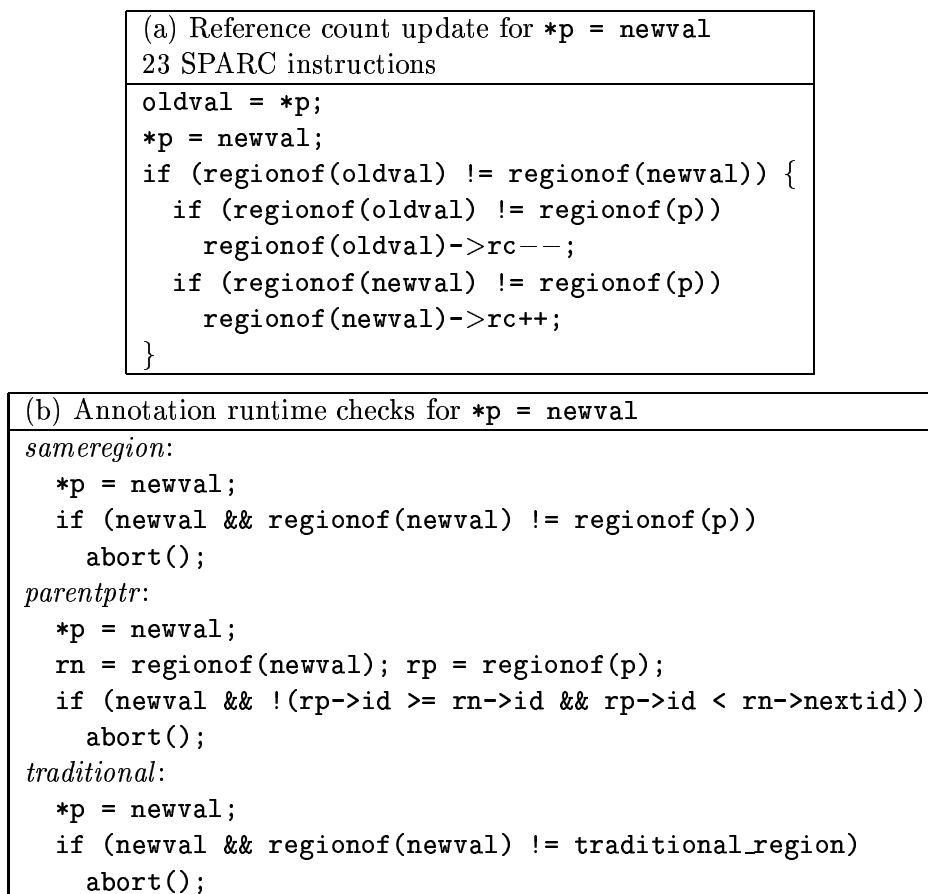 (a) Reference count update for *p = newval
23 SPARC instructions
oldval = *p;
*p = newval;
if (regionof(oldval) != regionof(newval)) {
  if (regionof(oldval) != regionof(p))
    regionof(oldval)->rc--;
  if (regionof(newval) != regionof(p))
    regionof(newval)->rc++;
}
(b) Annotation runtime checks for *p = newval
sameregion:
  *p = newval;
  if (newval && regionof(newval) != regionof(p))
    abort();
parentptr:
  *p = newval;
  rn = regionof(newval); rp = regionof(p);
  if (newval && !(rp->id >= rn->id && rp->id < rn->nextid))
    abort();
traditional:
  *p = newval;
  if (newval && regionof(newval) != traditional_region)
    abort();